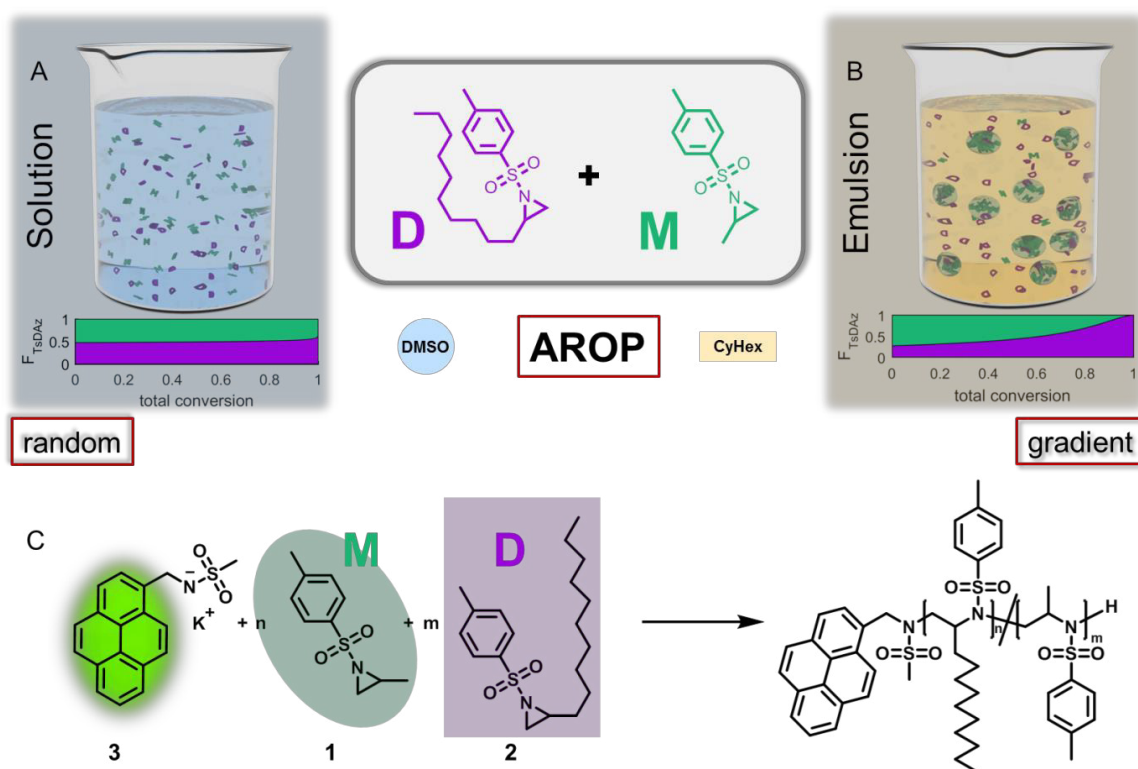 A
Solution
F_TsDAz
1
0.5
0
0 0.2 0.4 0.6 0.8 1
total conversion
random
D + M
N
S
O
O
N
S
O
O
DMSO
AROP
CyHex
B
Emulsion
F_TsDAz
1
0.5
0
0 0.2 0.4 0.6 0.8 1
total conversion
gradient
C
O
S
O
N
−
K+
3
+ n
M
O
S
O
N
1
+ m
D
O
S
O
N
2
N
O=S=O
n
O=S=O
N
N
H
m
O=S=O